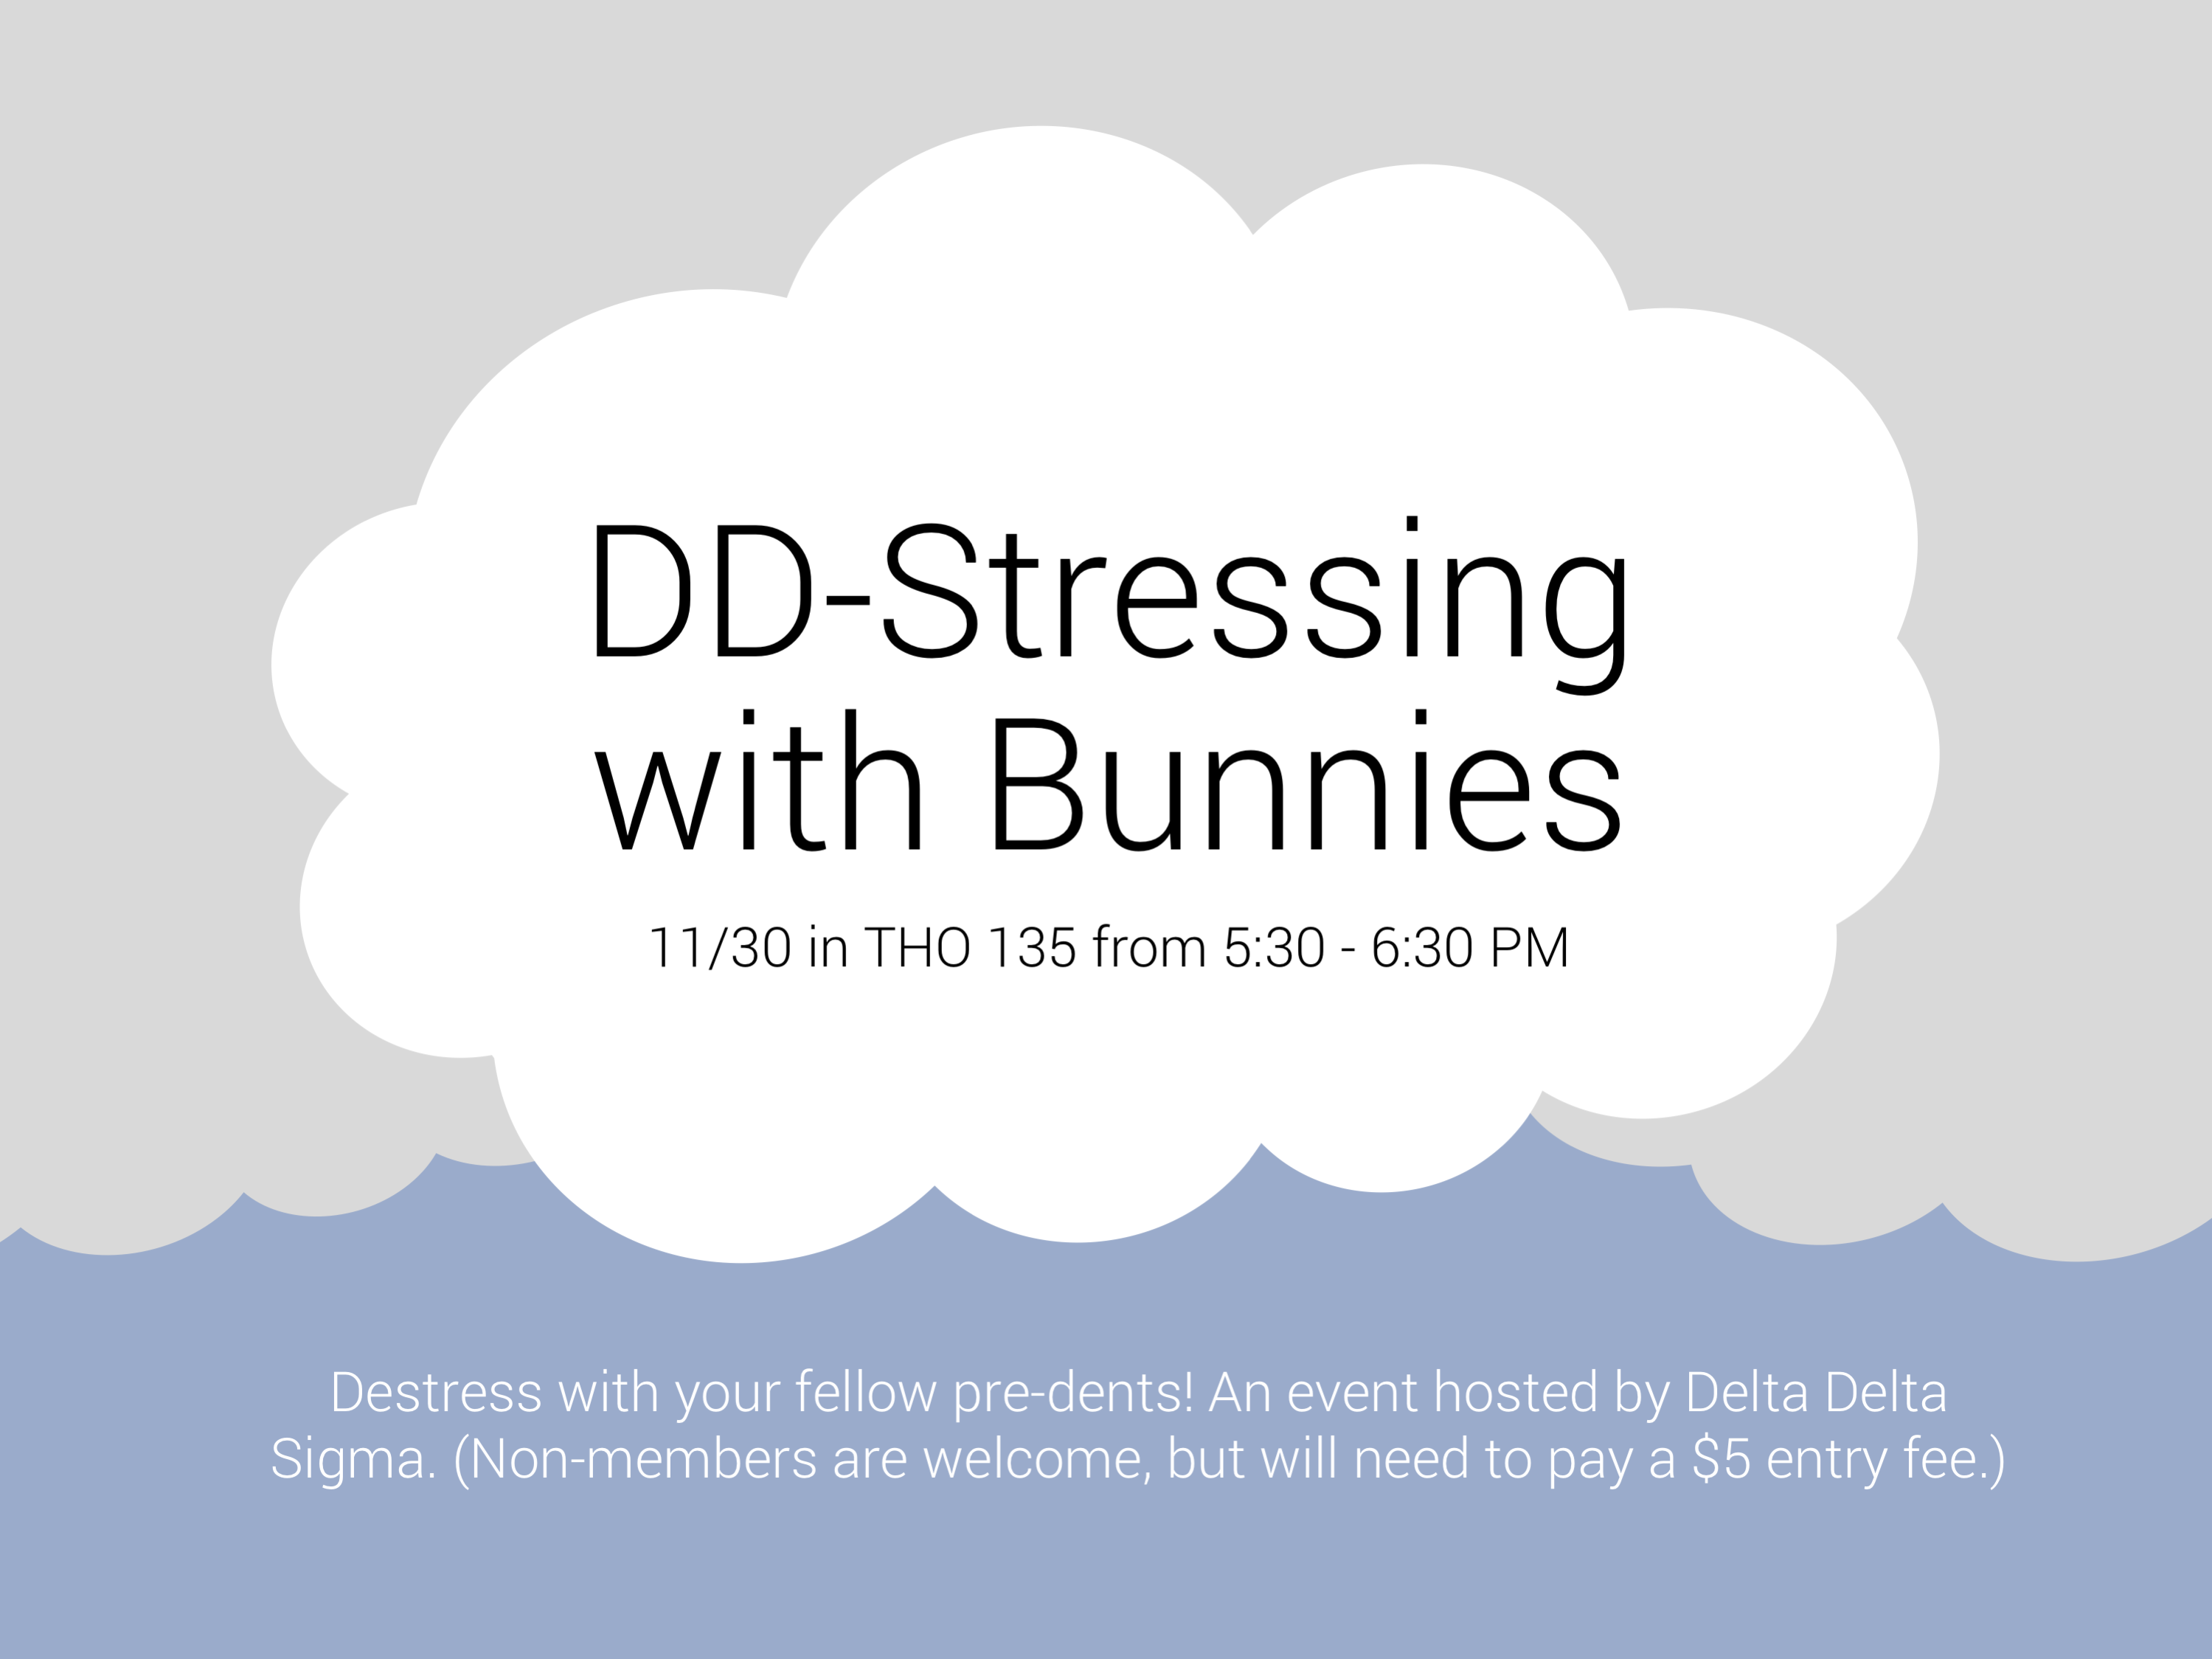 DD-Stressing
with Bunnies
11/30 in THO 135 from 5:30 - 6:30 PM
Destress with your fellow pre-dents! An event hosted by Delta Delta
Sigma. (Non-members are welcome, but will need to pay a $5 entry fee.)